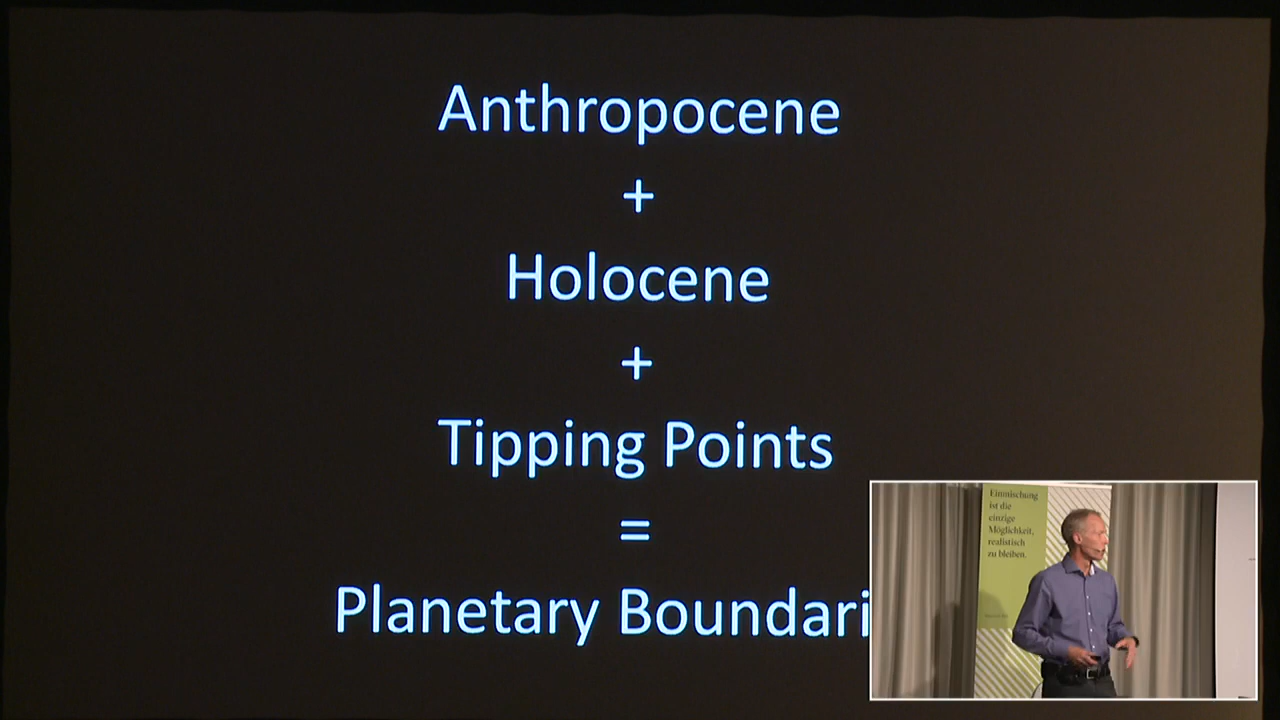 Anthropocene
+
Holocene
+
Tipping Points
=
Planetary Boundari
Einmischung
ist die
einzige
Möglichkeit,
realistisch
zu bleiben.